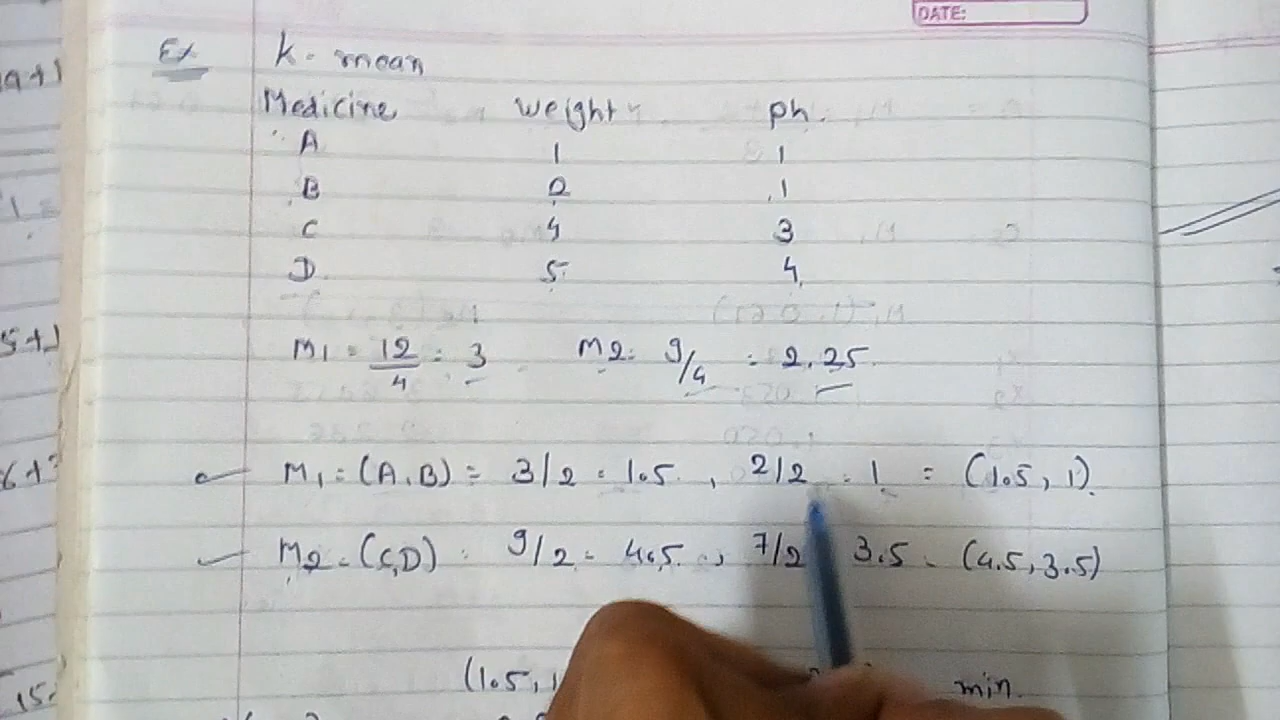 DATE:
Ex. K-mean
Medicine weight ph.
A 1 1
B 2 1
C 4 3
D 5 4
M1 = 12/4 = 3 M2 = 9/4 = 2.25
M1 = (A,B) = 3/2 = 1.5, 2/2 = 1 = (1.5, 1)
M2 = (C,D) = 9/2 = 4.5, 7/2 3.5 = (4.5, 3.5)
(1.5, 1 min.